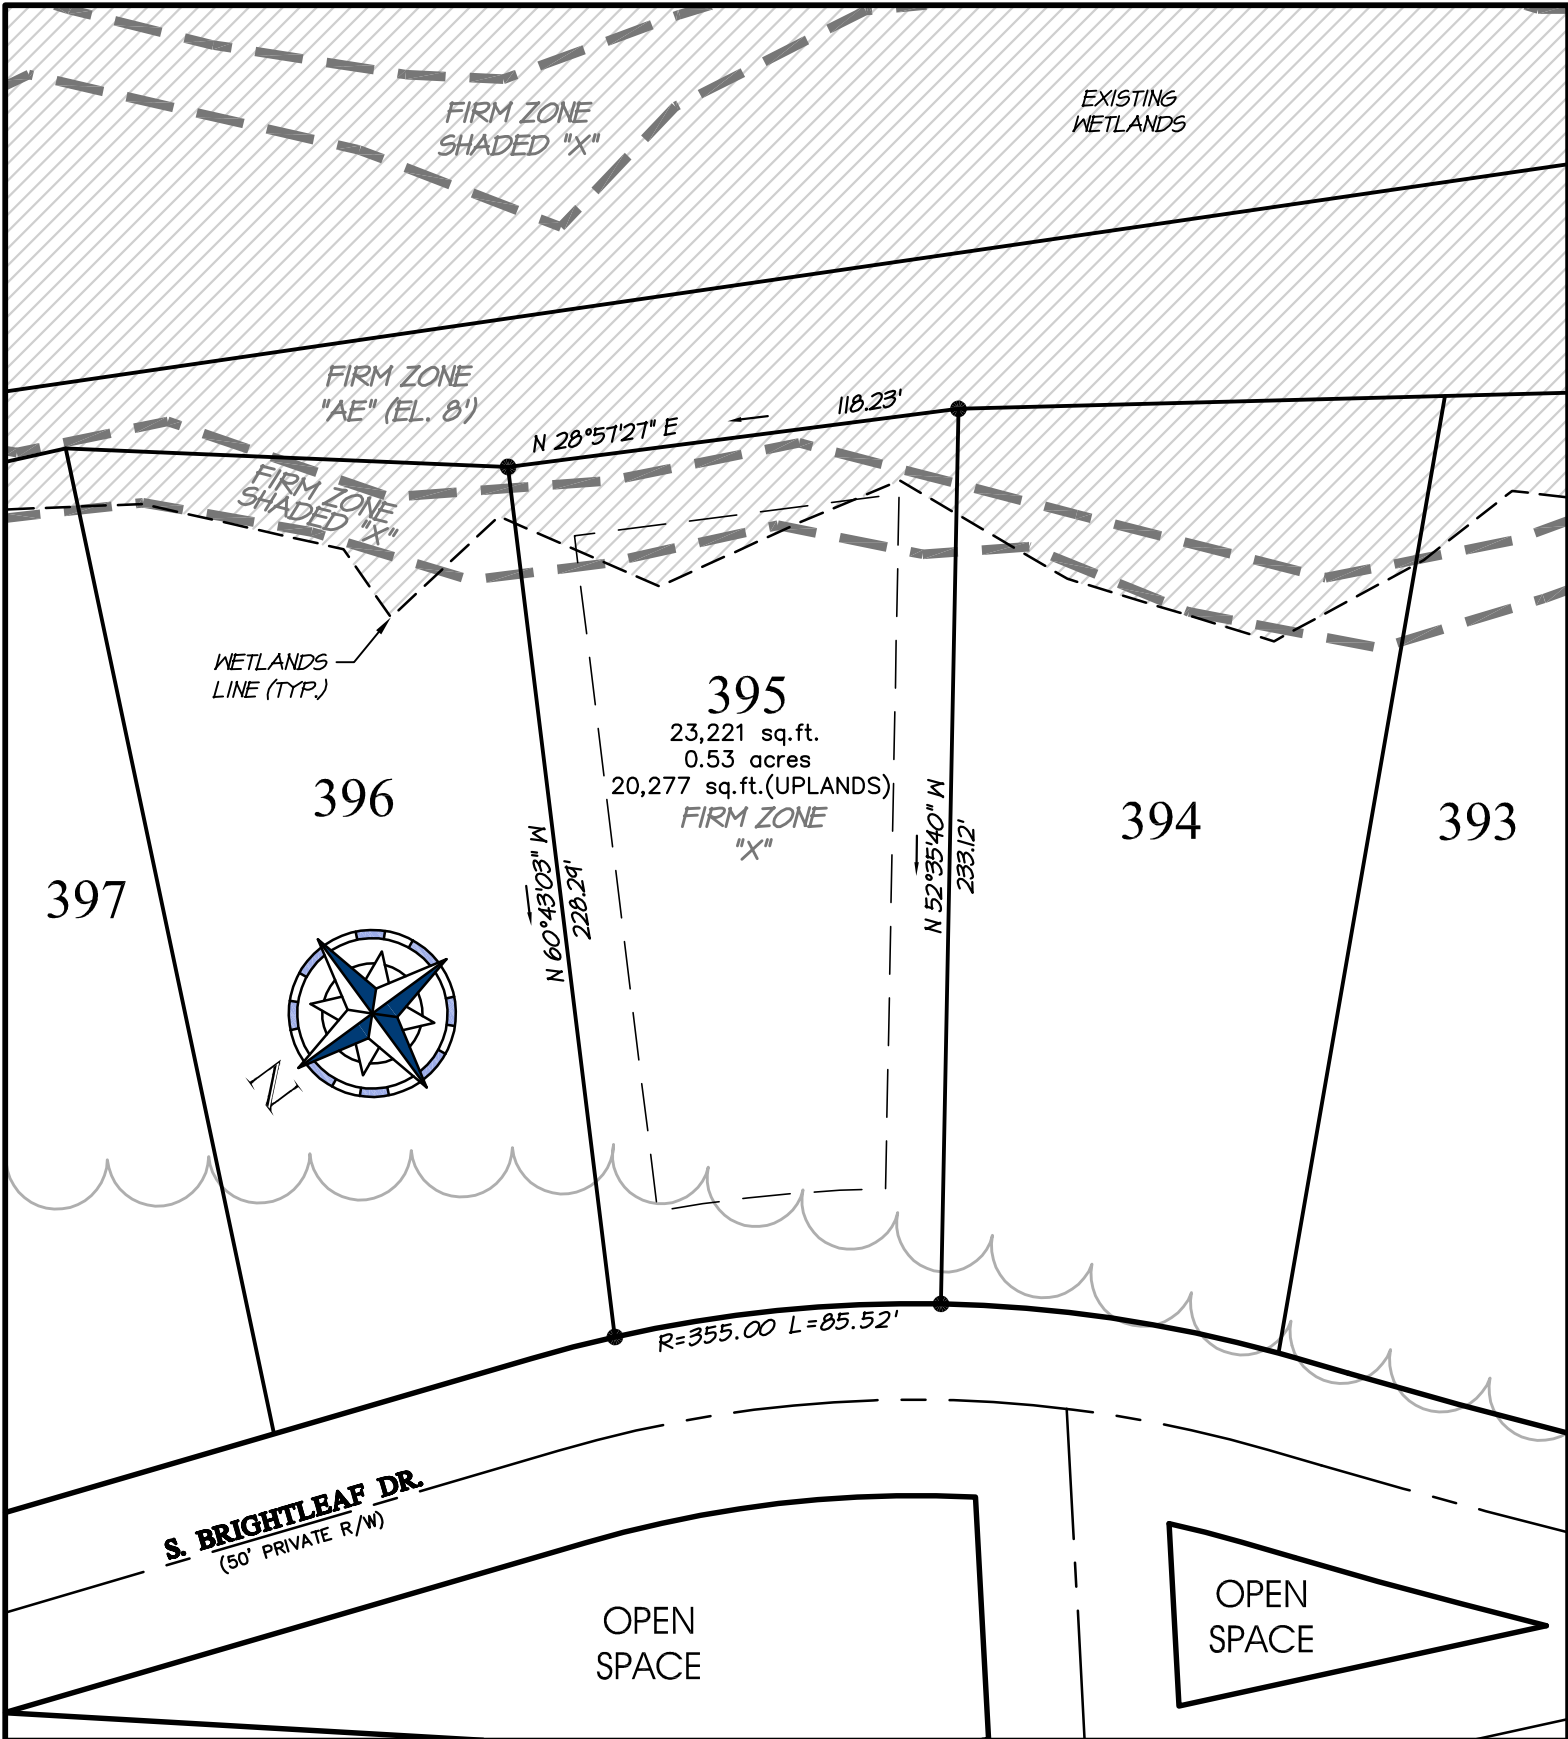 FIRM ZONE
SHADED "X"
EXISTING
WETLANDS
FIRM ZONE
"AE" (EL. 8')
N 28°57'27" E
118.23'
FIRM ZONE
SHADED "X"
WETLANDS
LINE (TYP.)
395
23,221 sq.ft.
0.53 acres
20,277 sq.ft.(UPLANDS)
FIRM ZONE
"X"
396
394
393
397
N 60°43'03" W
228.29'
N 52°35'40" W
233.12'
N
R=355.00 L=85.52'
S. BRIGHTLEAF DR.
(50' PRIVATE R/W)
OPEN
SPACE
OPEN
SPACE